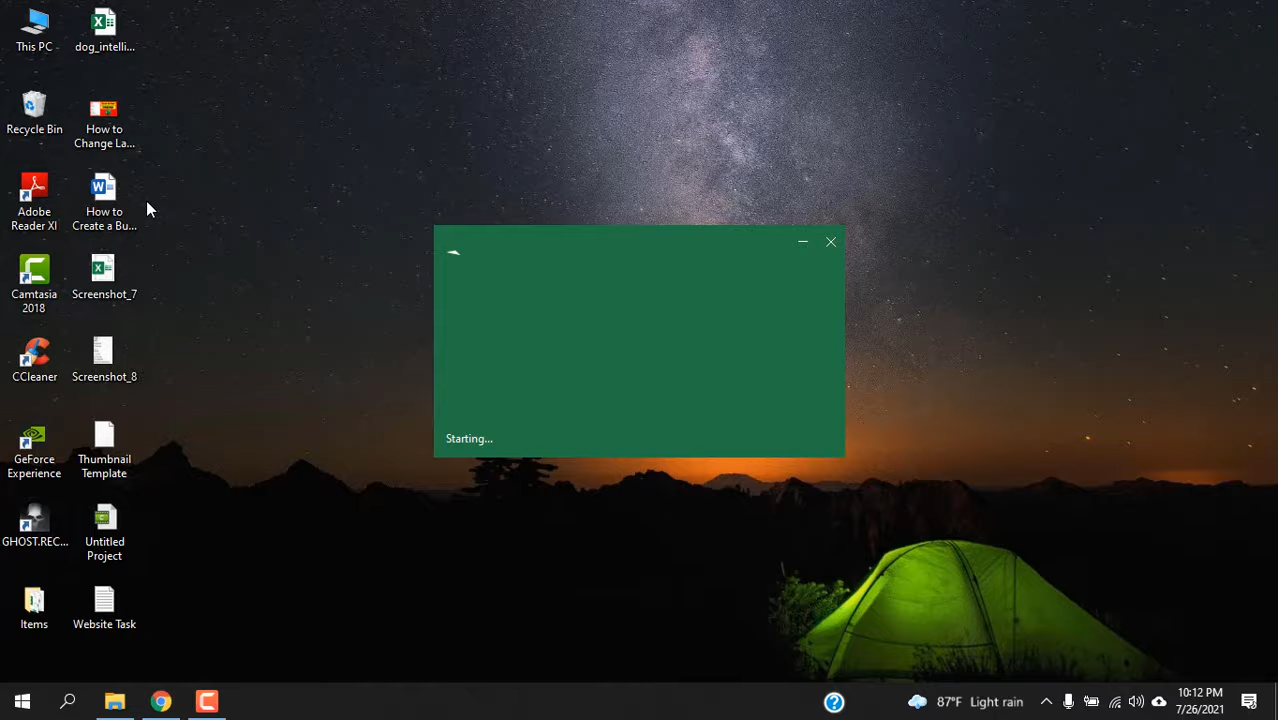 This PC
dog_intelli...
Recycle Bin
How to
Change La...
Adobe
Reader XI
How to
Create a Bu...
Camtasia
2018
Screenshot_7
CCleaner
Screenshot_8
GeForce
Experience
Thumbnail
Template
GHOST.REC...
Untitled
Project
Items
Website Task
Starting...
87°F Light rain
10:12 PM
7/26/2021